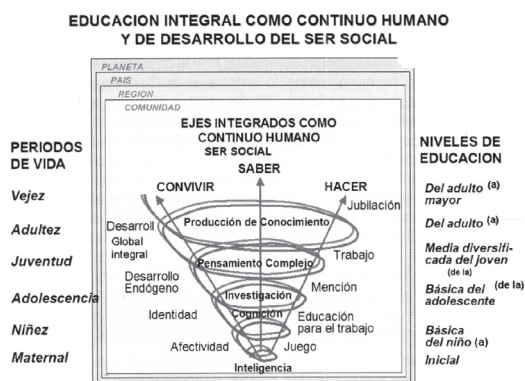 EDUCACION INTEGRAL COMO CONTINUO HUMANO
Y DE DESARROLLO DEL SER SOCIAL
PLANETA
PAIS
REGION
COMUNIDAD
EJES INTEGRADOS COMO
CONTINUO HUMANO
SER SOCIAL
SABER
CONVIVIR
HACER
PERIODOS
DE VIDA
Vejez
Adultez
Juventud
Adolescencia
Niñez
Maternal
Jubilación
Producción de Conocimiento
Desarroll
Global
integral
Trabajo
Pensamiento Complejo
Desarrollo
Endógeno
Mención
Investigación
Identidad
Cognición
Educación
para el trabajo
Afectividad
Juego
Inteligencia
NIVELES DE
EDUCACION
Del adulto (a)
mayor
Del adulto (a)
Media diversifi-
cada del joven
(de la)
Básica del (de la)
adolescente
Básica
del niño (a)
Inicial